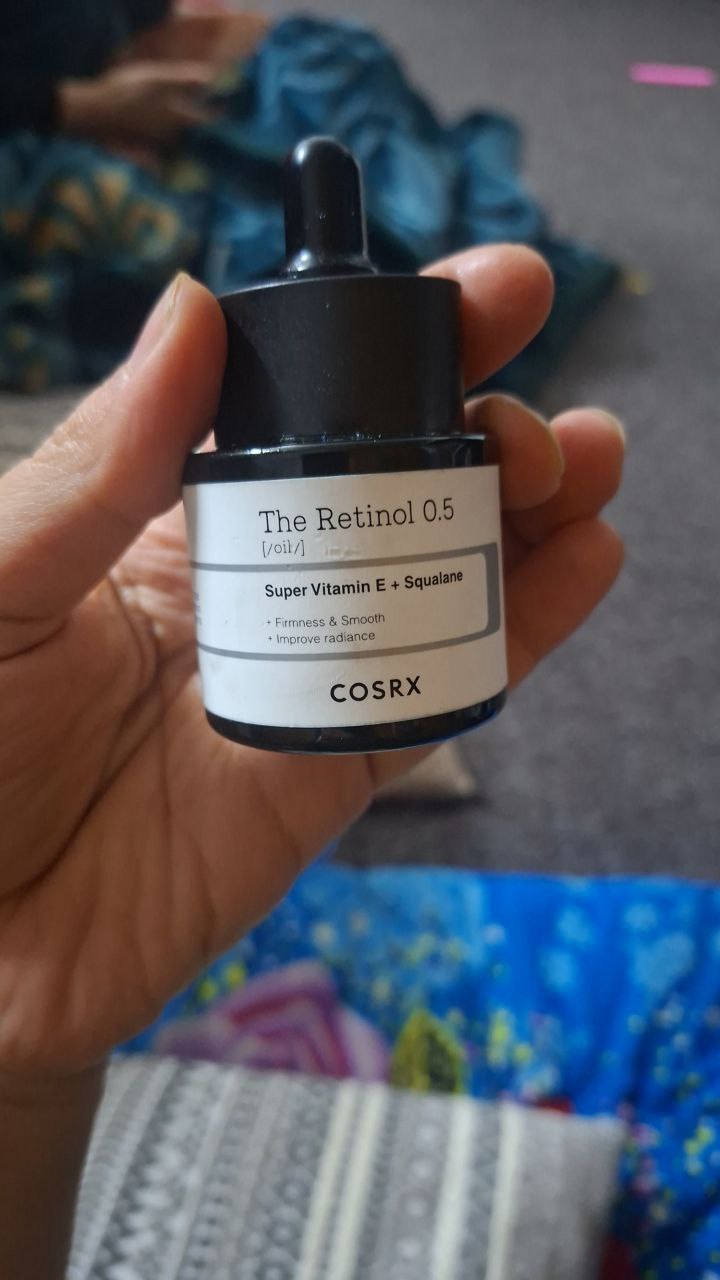 The Retinol 0.5
[/oil/]
Super Vitamin E + Squalane
+ Firmness & Smooth
+ Improve radiance
COSRX